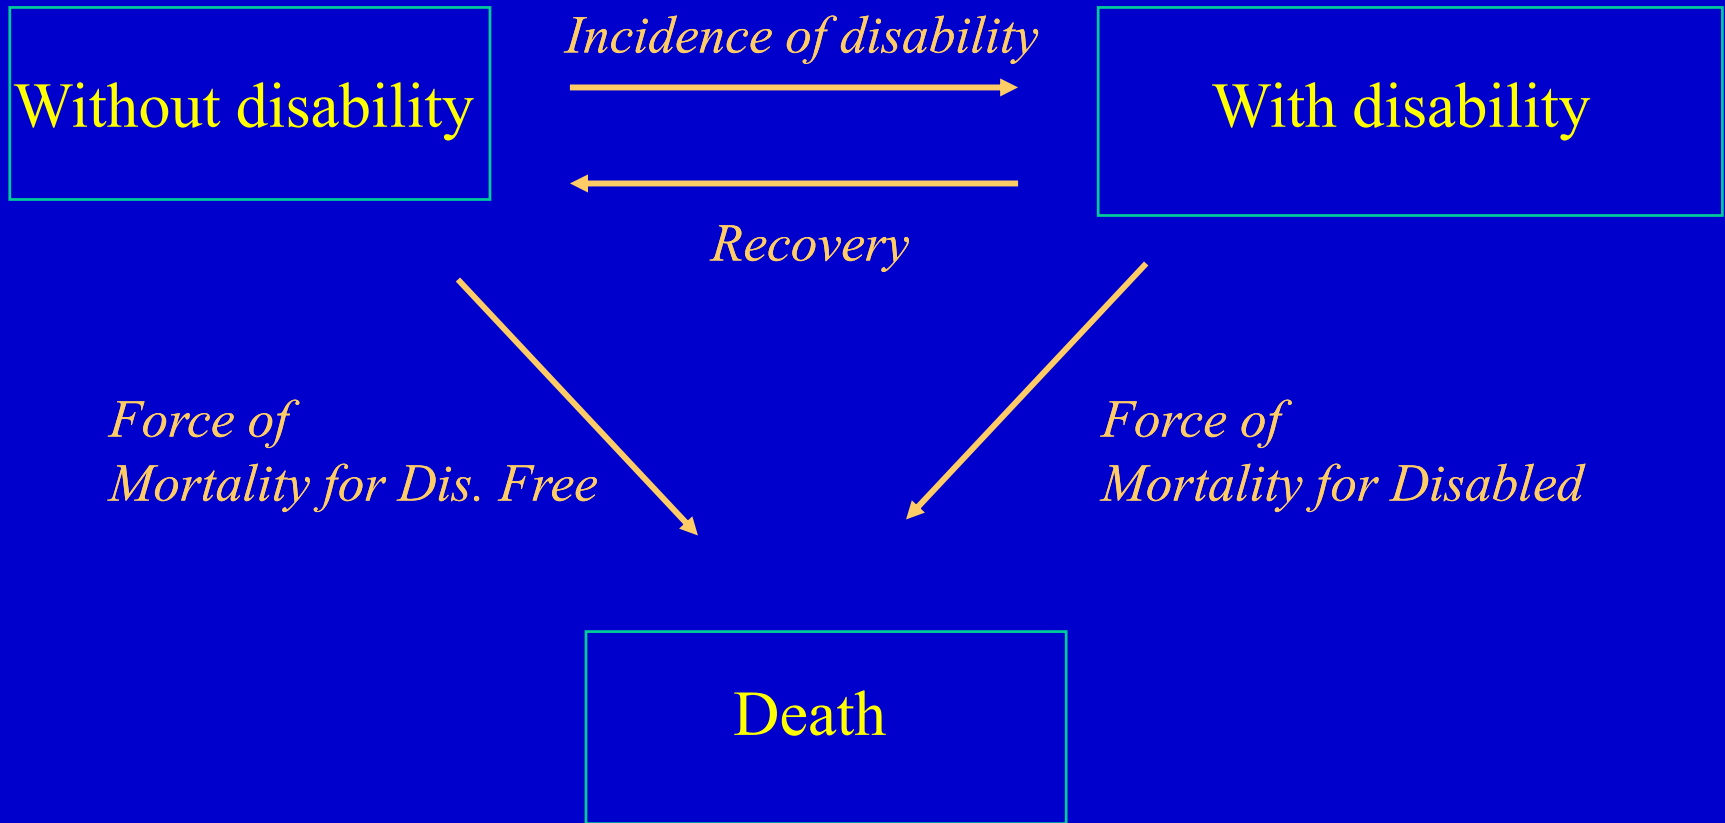 Incidence of disability
Without disability
With disability
Recovery
Force of
Mortality for Dis. Free
Force of
Mortality for Disabled
Death